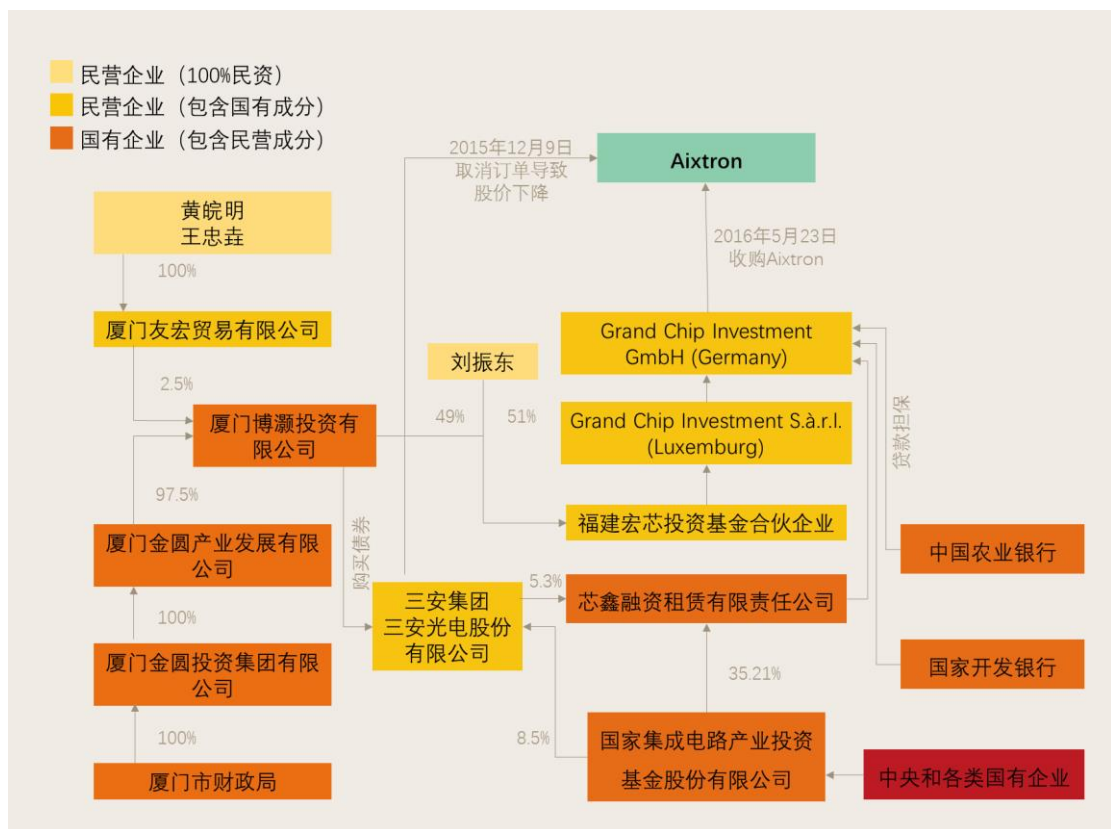 民营企业（100%民资）
民营企业（包含国有成分）
国有企业（包含民营成分）
2015年12月9日
取消订单导致
股价下降
Aixtron
黄皖明
王忠垚
100%
2016年5月23日
收购Aixtron
厦门友宏贸易有限公司
Grand Chip Investment
GmbH (Germany)
刘振东
2.5%
49%
51%
厦门博灏投资有
限公司
Grand Chip Investment S.à.r.l.
(Luxemburg)
贷款担保
97.5%
福建宏芯投资基金合伙企业
厦门金圆产业发展有限
公司
购买债券
中国农业银行
5.3%
三安集团
三安光电股份
有限公司
芯鑫融资租赁有限责任公司
100%
厦门金圆投资集团有限
公司
35.21%
国家开发银行
100%
8.5%
国家集成电路产业投资
基金股份有限公司
厦门市财政局
中央和各类国有企业